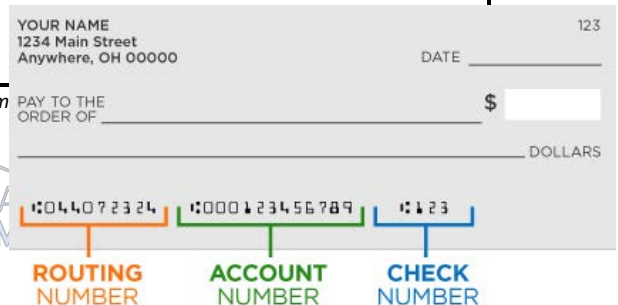 YOUR NAME
123
1234 Main Street
Anywhere, OH 00000
DATE
PAY TO THE
ORDER OF
$
DOLLARS
⑆044072324 ⑆000123456789 ⑆123
ROUTING
NUMBER
ACCOUNT
NUMBER
CHECK
NUMBER